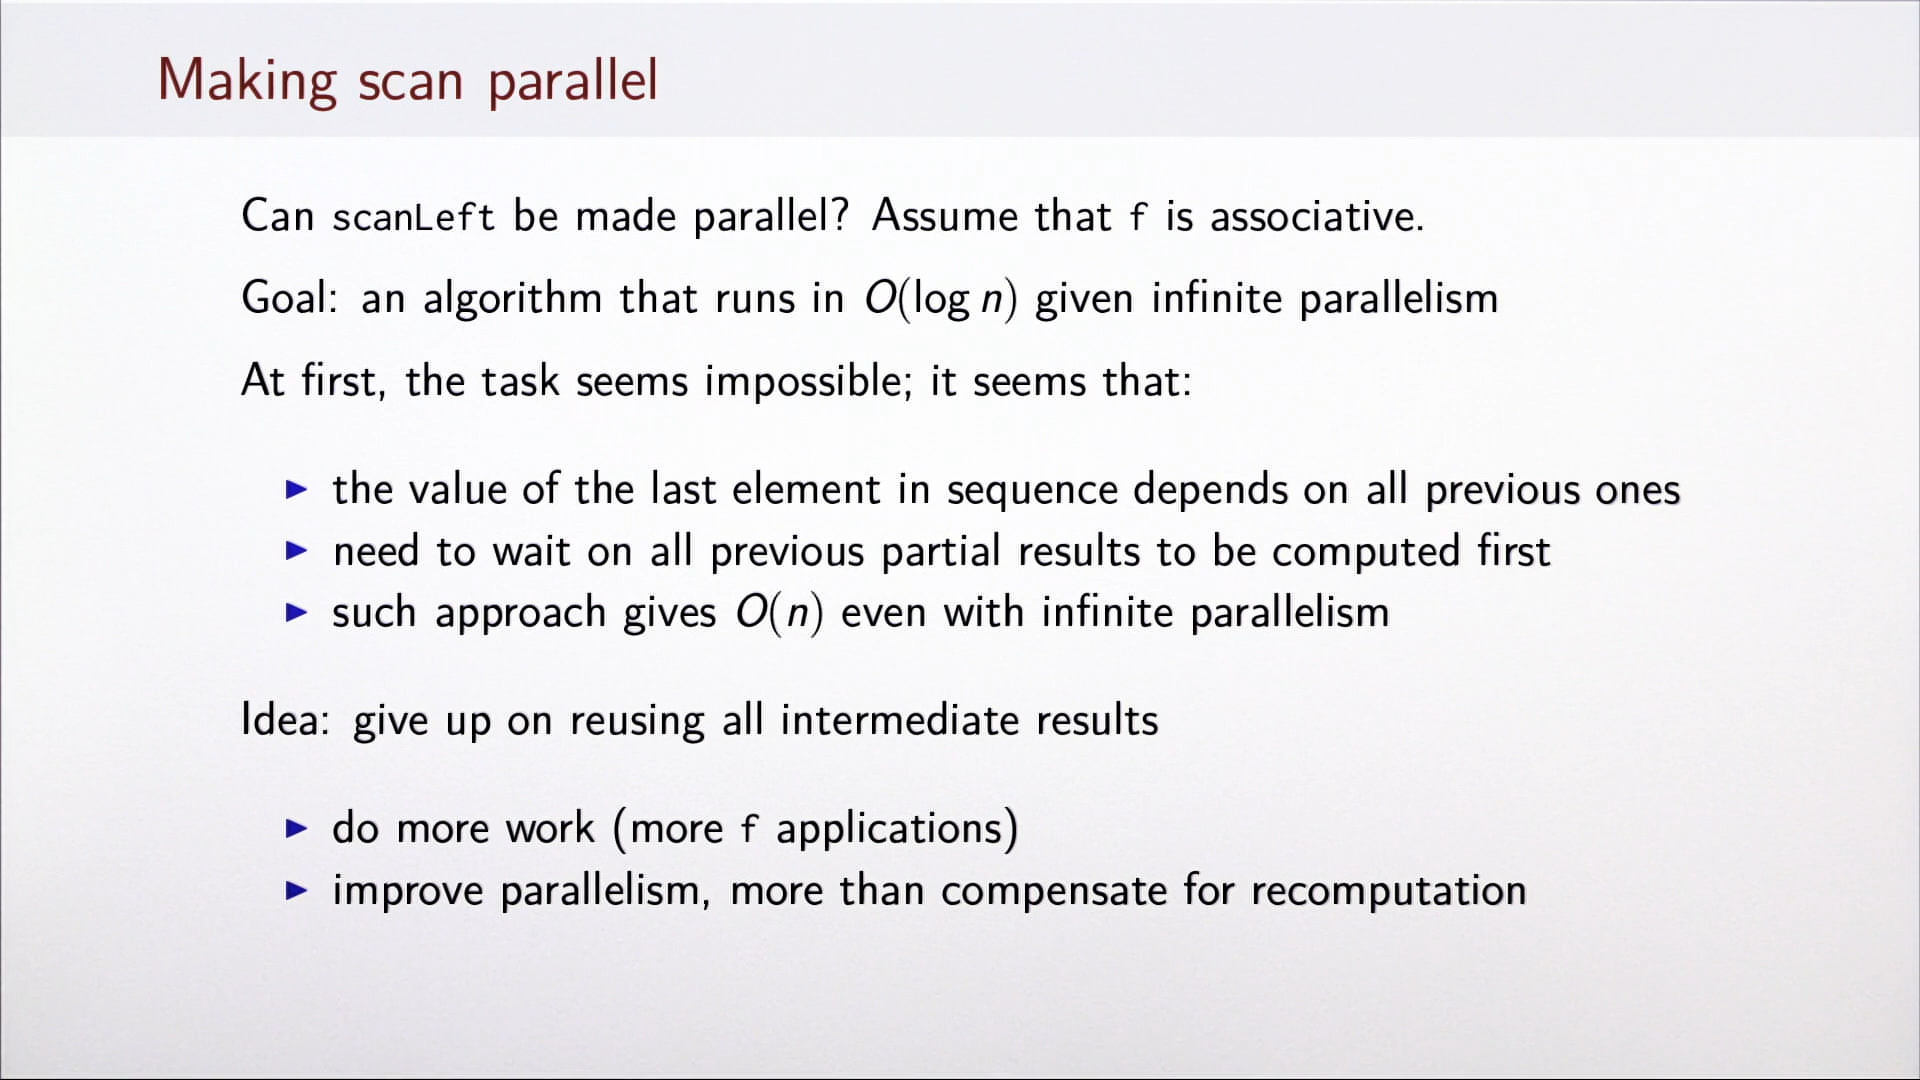 Making scan parallel
Can scanLeft be made parallel? Assume that f is associative.
Goal: an algorithm that runs in O(log n) given infinite parallelism
At first, the task seems impossible; it seems that:
▶ the value of the last element in sequence depends on all previous ones
▶ need to wait on all previous partial results to be computed first
▶ such approach gives O(n) even with infinite parallelism
Idea: give up on reusing all intermediate results
▶ do more work (more f applications)
▶ improve parallelism, more than compensate for recomputation